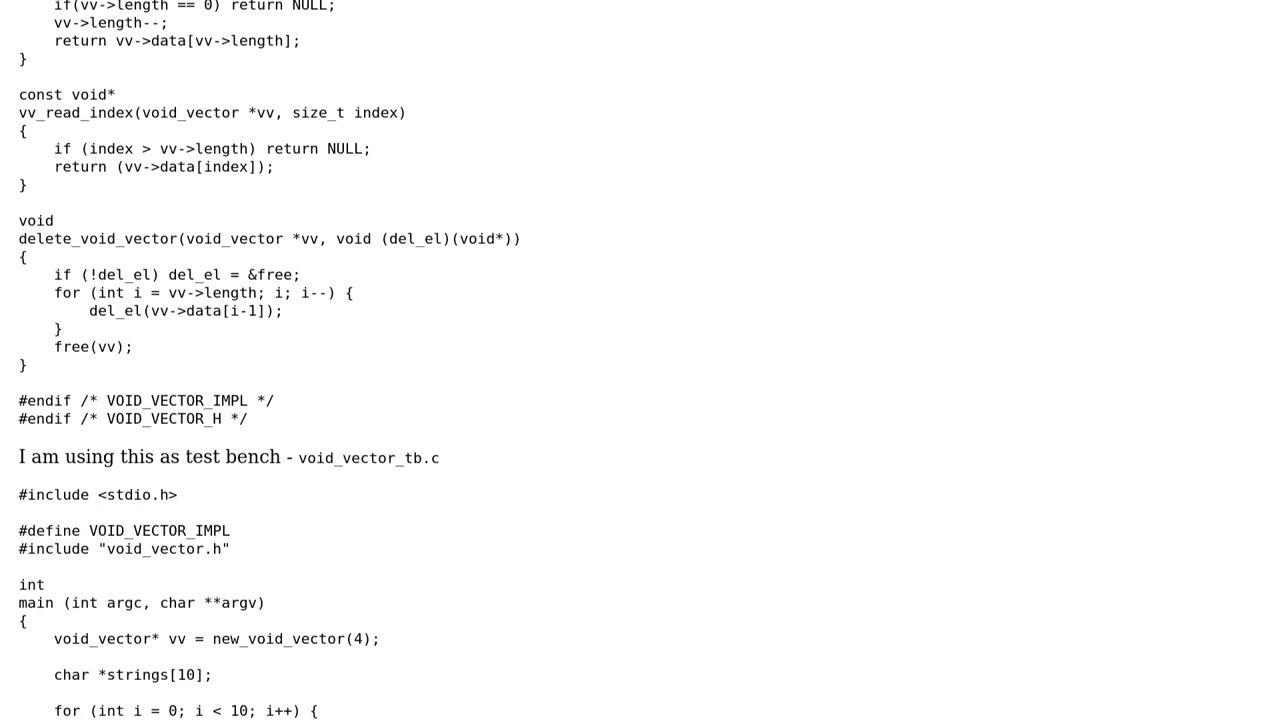 if(vv->length == 0) return NULL;
    vv->length--;
    return vv->data[vv->length];
}

const void*
vv_read_index(void_vector *vv, size_t index)
{
    if (index > vv->length) return NULL;
    return (vv->data[index]);
}

void
delete_void_vector(void_vector *vv, void (del_el)(void*))
{
    if (!del_el) del_el = &free;
    for (int i = vv->length; i; i--) {
        del_el(vv->data[i-1]);
    }
    free(vv);
}

#endif /* VOID_VECTOR_IMPL */
#endif /* VOID_VECTOR_H */

I am using this as test bench - void_vector_tb.c

#include <stdio.h>

#define VOID_VECTOR_IMPL
#include "void_vector.h"

int
main (int argc, char **argv)
{
    void_vector* vv = new_void_vector(4);

    char *strings[10];

    for (int i = 0; i < 10; i++) {